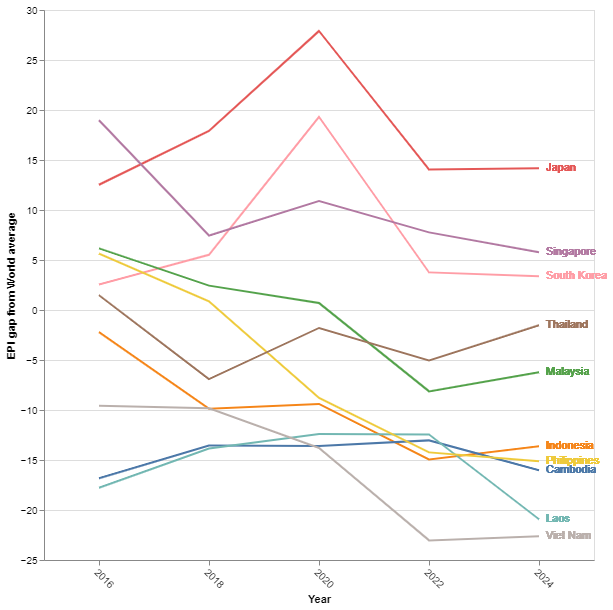 30
25
20
15
10
5
0
−5
−10
−15
−20
−25
EPI gap from World average
Japan
Singapore
South Korea
Thailand
Malaysia
Indonesia
Philippines
Cambodia
Laos
Viet Nam
2016
2018
2020
2022
2024
Year